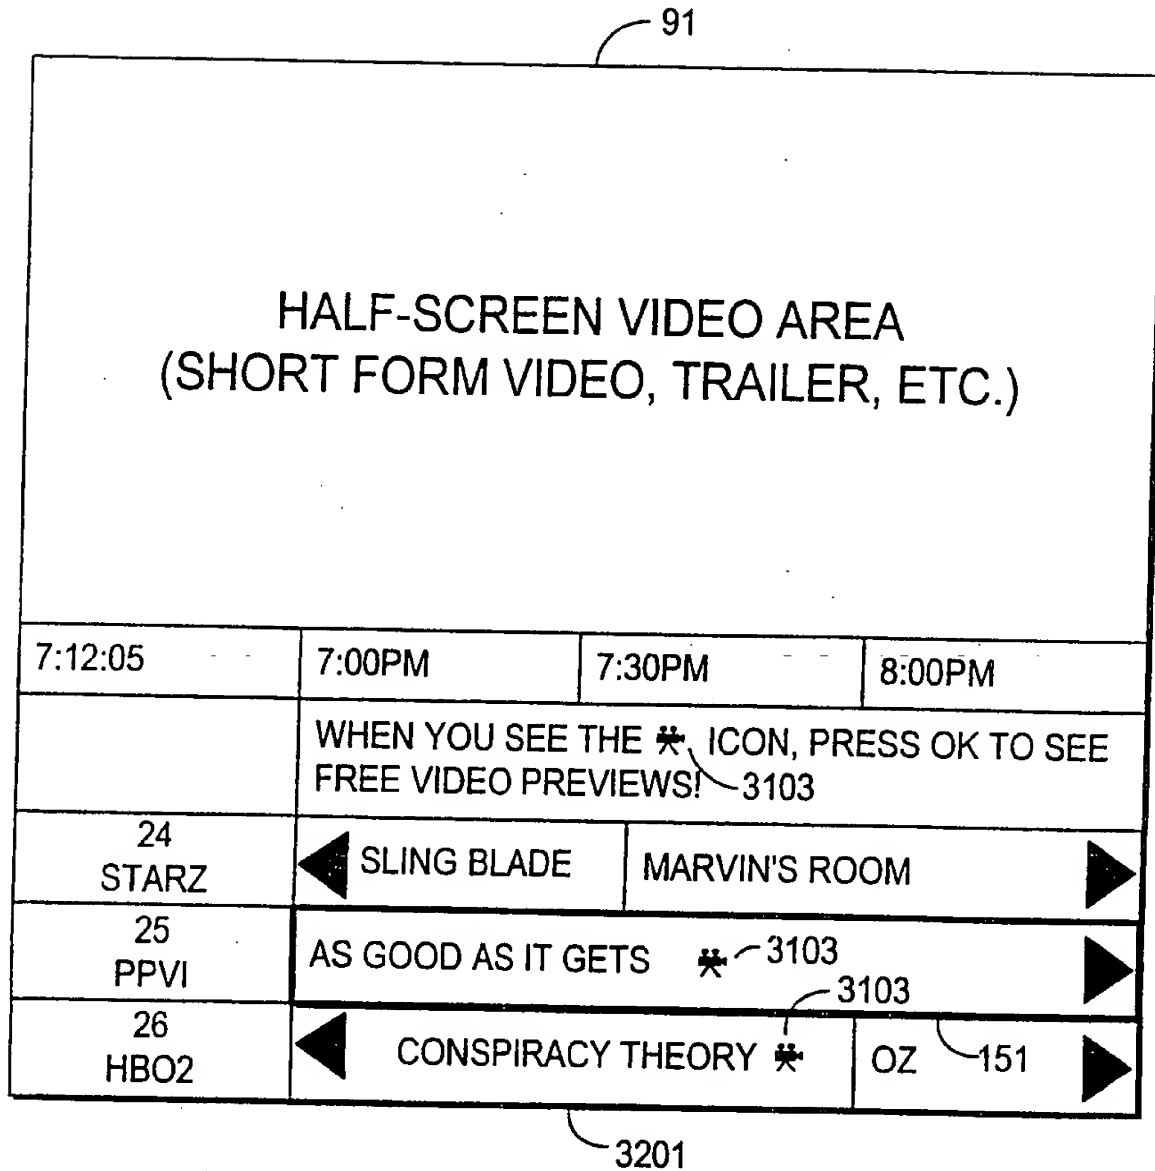 91
HALF-SCREEN VIDEO AREA
(SHORT FORM VIDEO, TRAILER, ETC.)
7:12:05 7:00PM 7:30PM 8:00PM
WHEN YOU SEE THE ICON, PRESS OK TO SEE
FREE VIDEO PREVIEWS! 3103
24
STARZ
SLING BLADE MARVIN'S ROOM
25
PPVI
AS GOOD AS IT GETS 3103
3103
26
HBO2
CONSPIRACY THEORY OZ 151
3201